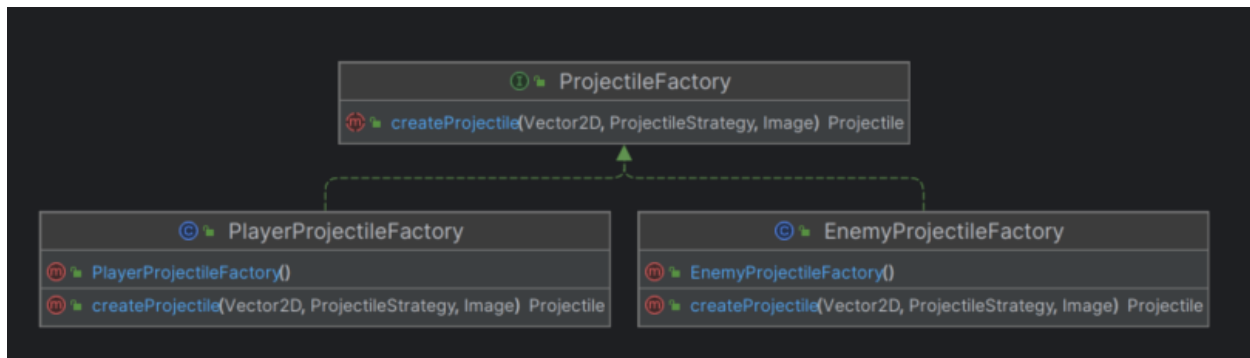 ProjectileFactory
createProjectile(Vector2D, ProjectileStrategy, Image) Projectile
PlayerProjectileFactory
PlayerProjectileFactory()
createProjectile(Vector2D, ProjectileStrategy, Image) Projectile
EnemyProjectileFactory
EnemyProjectileFactory()
createProjectile(Vector2D, ProjectileStrategy, Image) Projectile